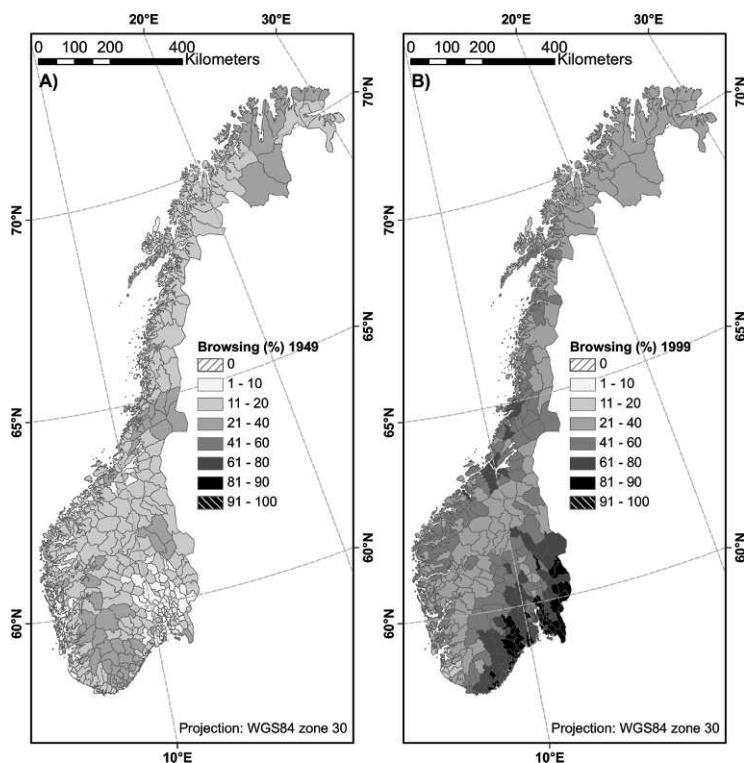 20°E
30°E
0 100 200 400
Kilometers
A)
70°N
70°N
65°N
65°N
60°N
60°N
Browsing (%) 1949
0
1 - 10
11 - 20
21 - 40
41 - 60
61 - 80
81 - 90
91 - 100
Projection: WGS84 zone 30
10°E
20°E
30°E
0 100 200 400
Kilometers
B)
70°N
70°N
65°N
65°N
60°N
60°N
Browsing (%) 1999
0
1 - 10
11 - 20
21 - 40
41 - 60
61 - 80
81 - 90
91 - 100
Projection: WGS84 zone 30
10°E